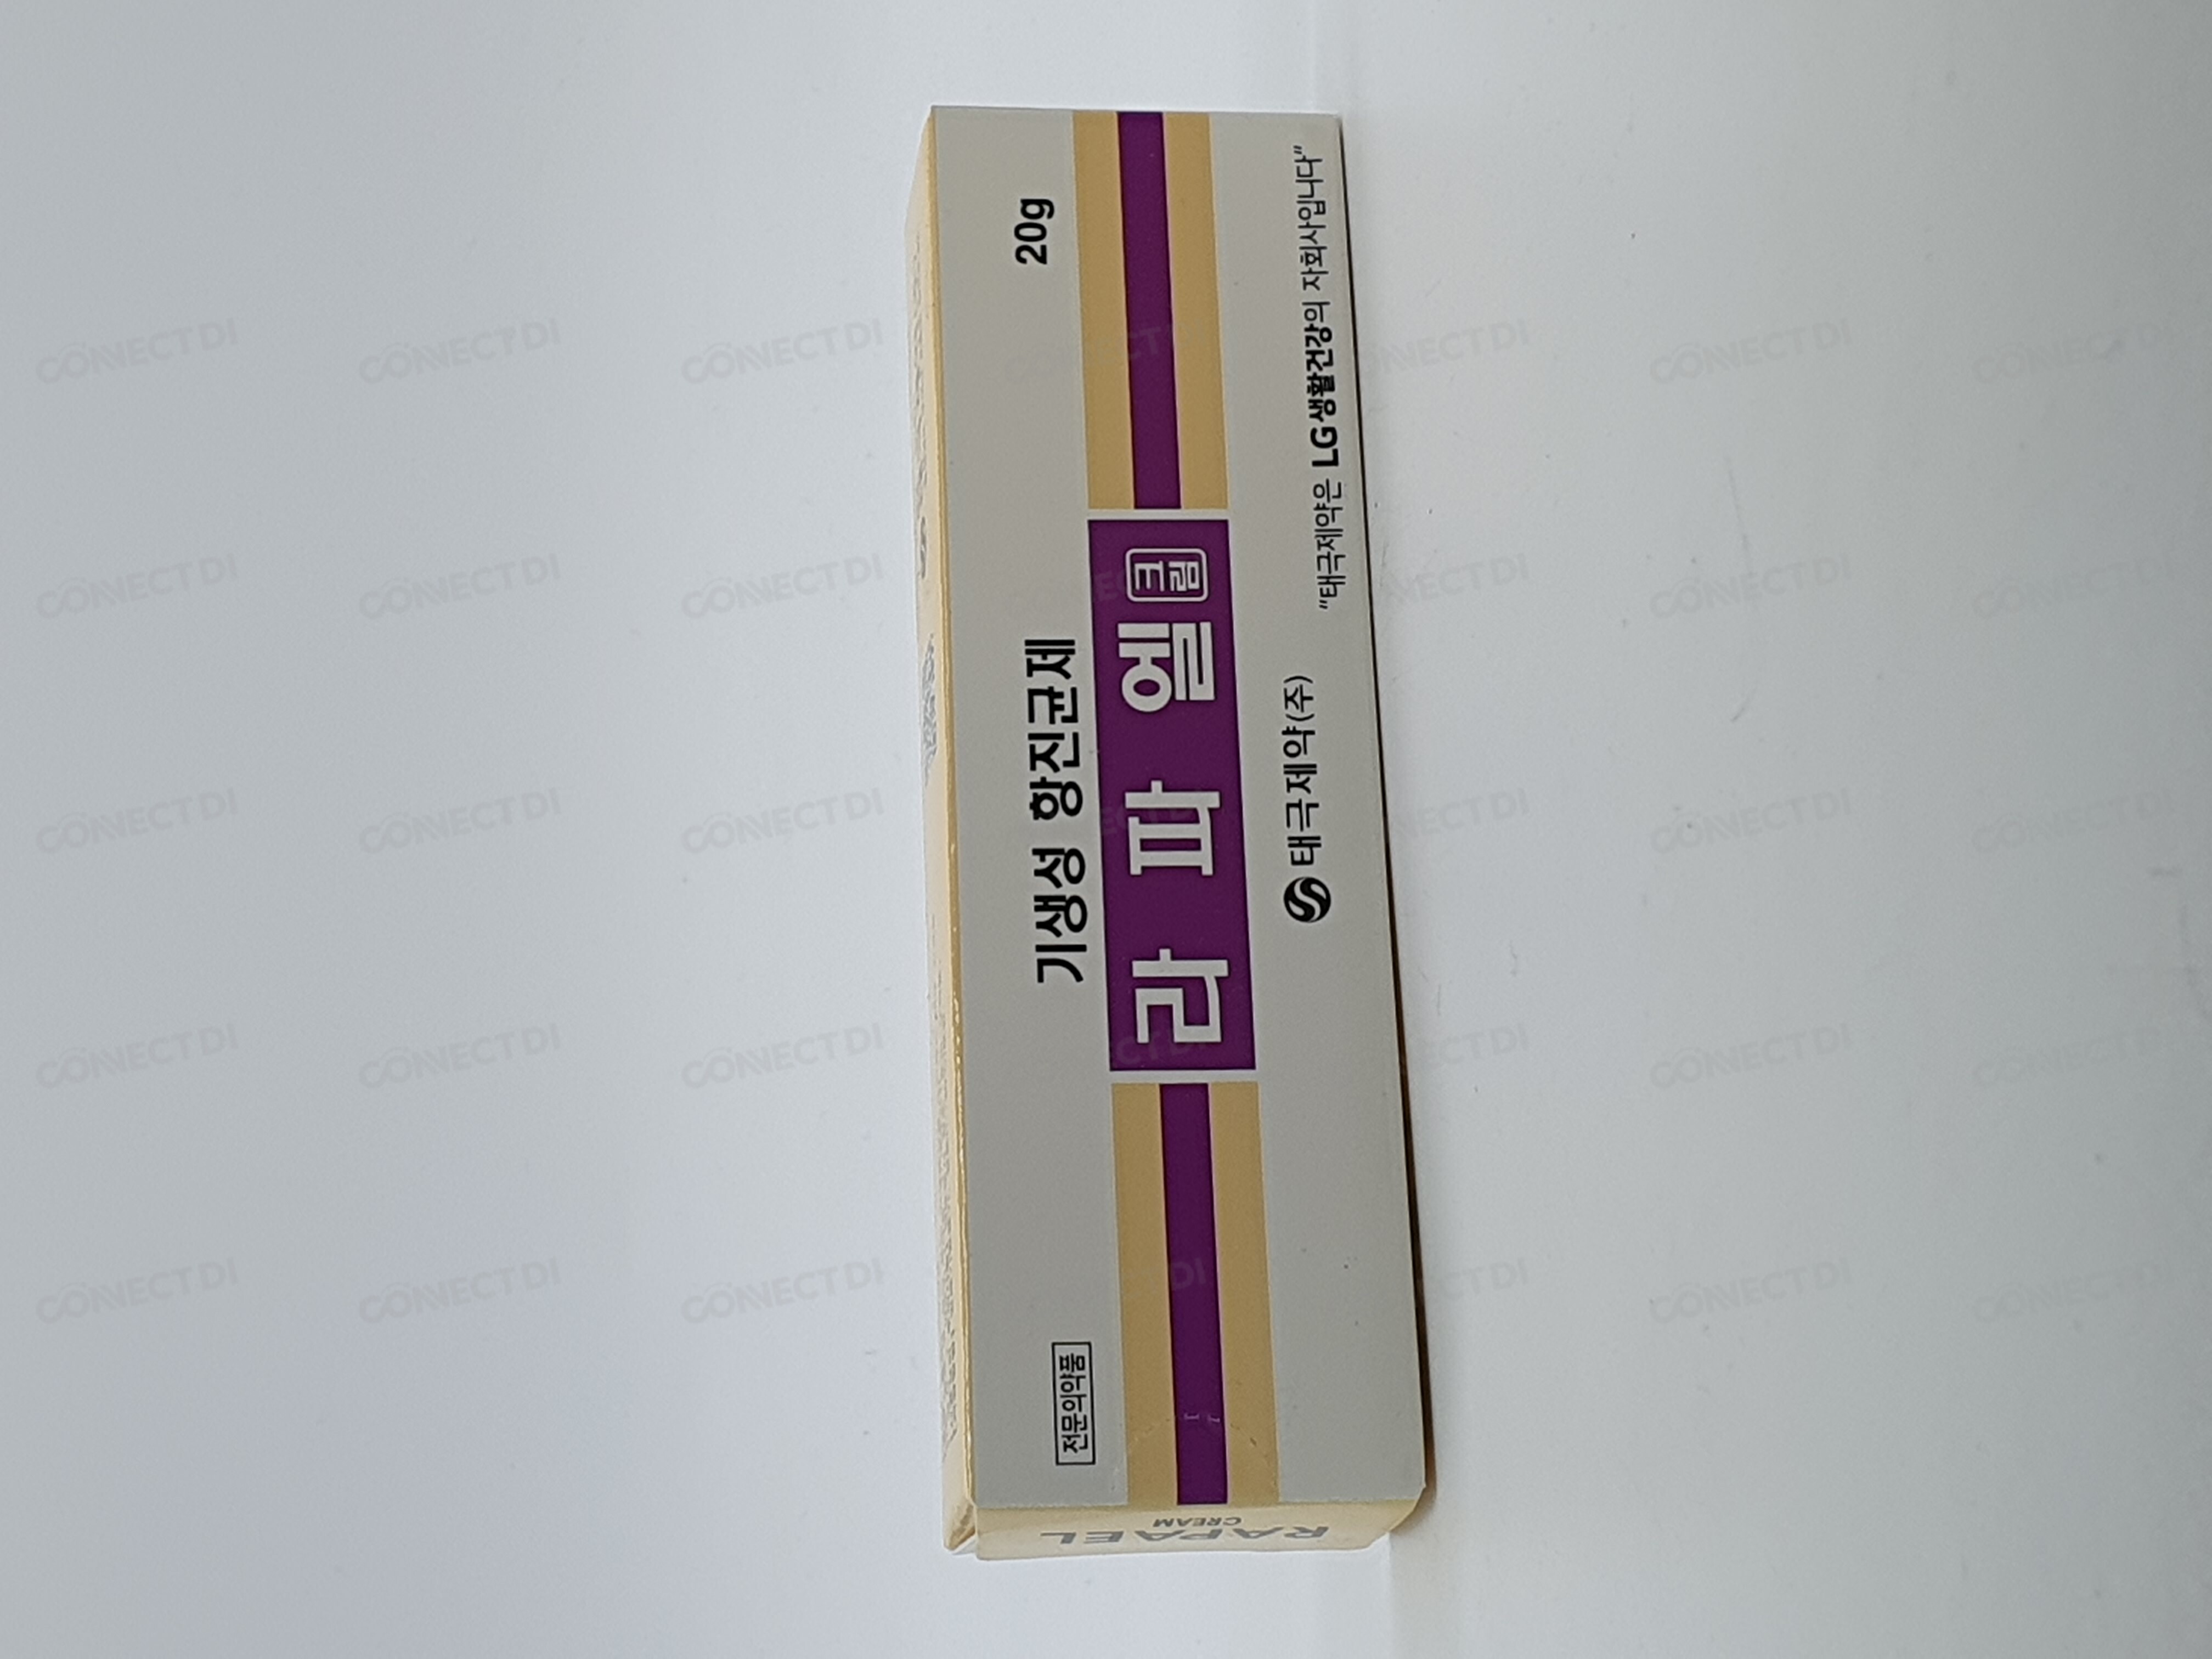 전문의약품
20g
기생성 항진균제
라파엘 크림
태극제약(주)
"태극제약은 LG생활건강의 자회사입니다"
RAPAEL
CREAM
CONNECT DI